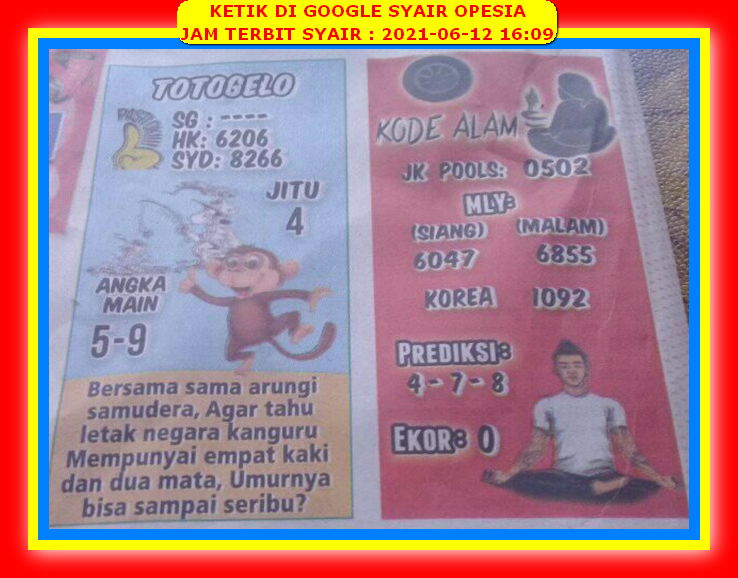 KETIK DI GOOGLE SYAIR OPESIA
JAM TERBIT SYAIR : 2021-06-12 16:09
TOTOGELO
SG : ----
HK: 6206
SYD: 8266
JITU
4
ANGKA
MAIN
5-9
Bersama sama arungi
samudera, Agar tahu
letak negara kanguru
Mempunyai empat kaki
dan dua mata, Umurnya
bisa sampai seribu?
KODE ALAM
JK POOLS: 0502
MLY:
(SIANG) (MALAM)
6047 6855
KOREA 1092
PREDIKSI:
4 - 7 - 8
EKOR: 0